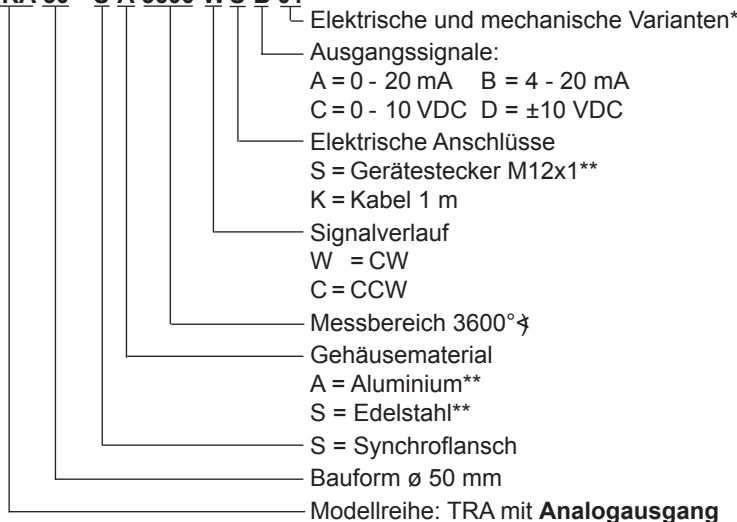 Elektrische und mechanische Varianten*
Ausgangssignale:
A = 0 - 20 mA B = 4 - 20 mA
C = 0 - 10 VDC D = ±10 VDC
Elektrische Anschlüsse
S = Gerätestecker M12x1**
K = Kabel 1 m
Signalverlauf
W = CW
C = CCW
Messbereich 3600°∢
Gehäusematerial
A = Aluminium**
S = Edelstahl**
S = Synchroflansch
Bauform ø 50 mm
Modellreihe: TRA mit Analogausgang